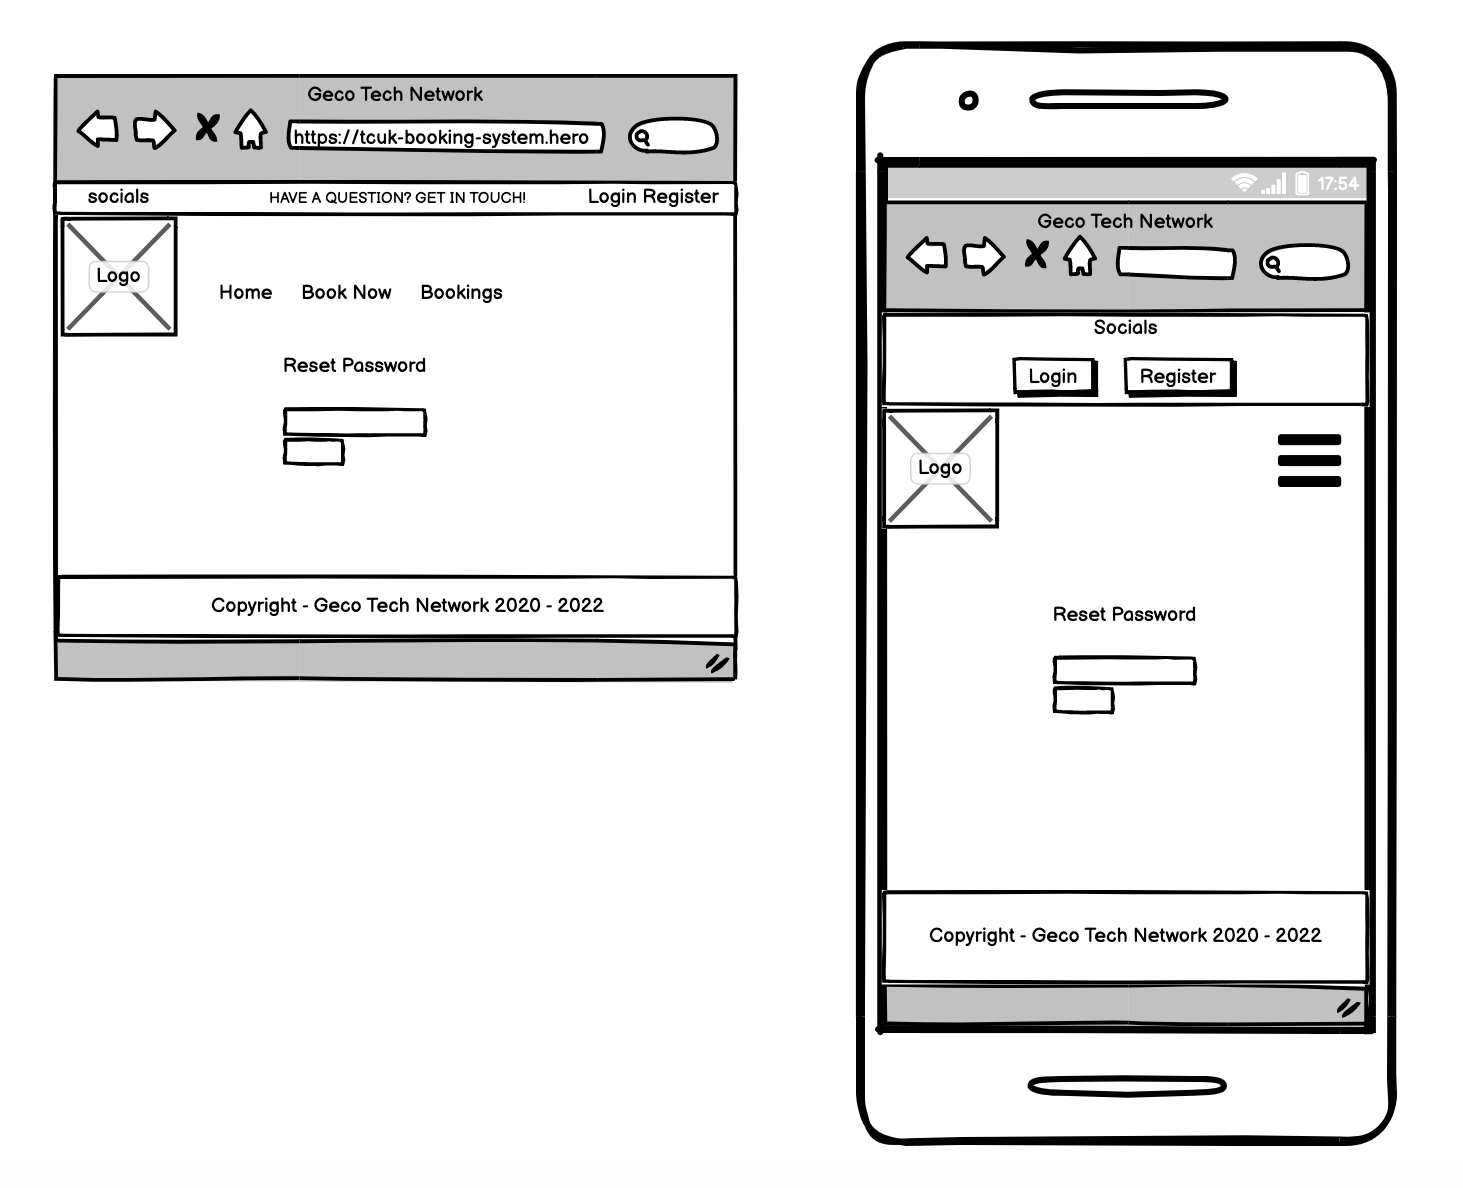 Geco Tech Network
https://tcuk-booking-system.hero
socials HAVE A QUESTION? GET IN TOUCH! Login Register
Logo
Home Book Now Bookings
Reset Password
Copyright - Geco Tech Network 2020 - 2022
17:54
Geco Tech Network
Socials
Login Register
Logo
Reset Password
Copyright - Geco Tech Network 2020 - 2022